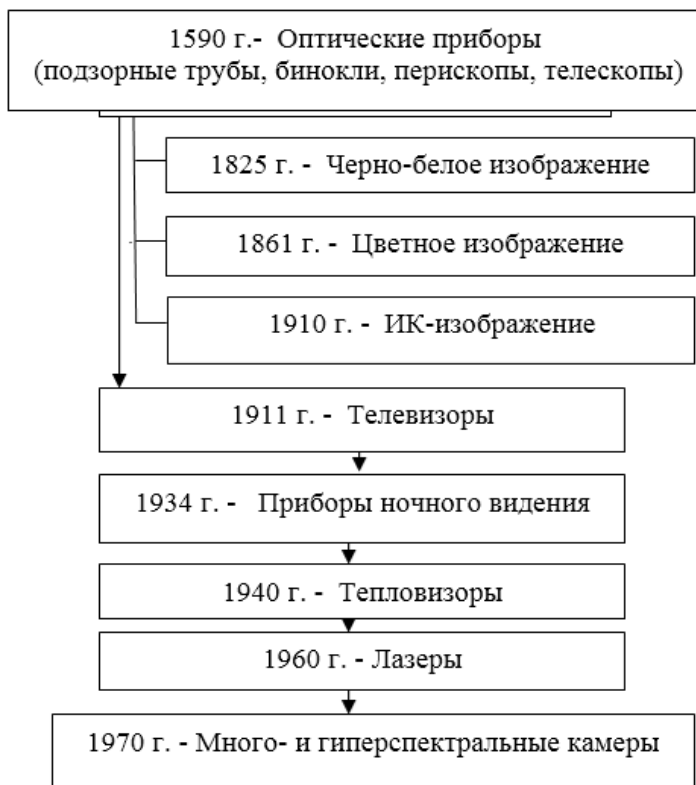 1590 г.- Оптические приборы
(подзорные трубы, бинокли, перископы, телескопы)
1825 г. - Черно-белое изображение
1861 г. - Цветное изображение
1910 г. - ИК-изображение
1911 г. - Телевизоры
1934 г. - Приборы ночного видения
1940 г. - Тепловизоры
1960 г. - Лазеры
1970 г. - Много- и гиперспектральные камеры